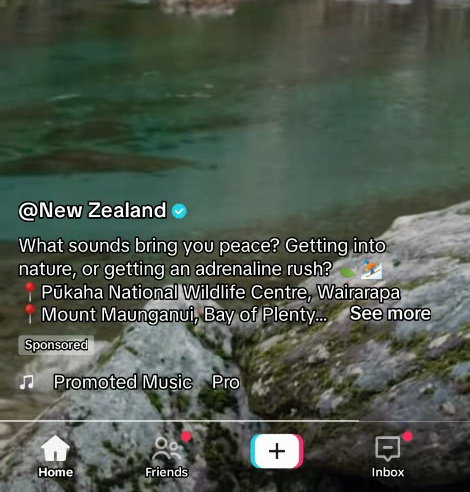 @New Zealand
What sounds bring you peace? Getting into
nature, or getting an adrenaline rush? 🍃 🏂
📍Pūkaha National Wildlife Centre, Wairarapa
📍Mount Maunganui, Bay of Plenty... See more
Sponsored
Promoted Music Pro
Home Friends Inbox